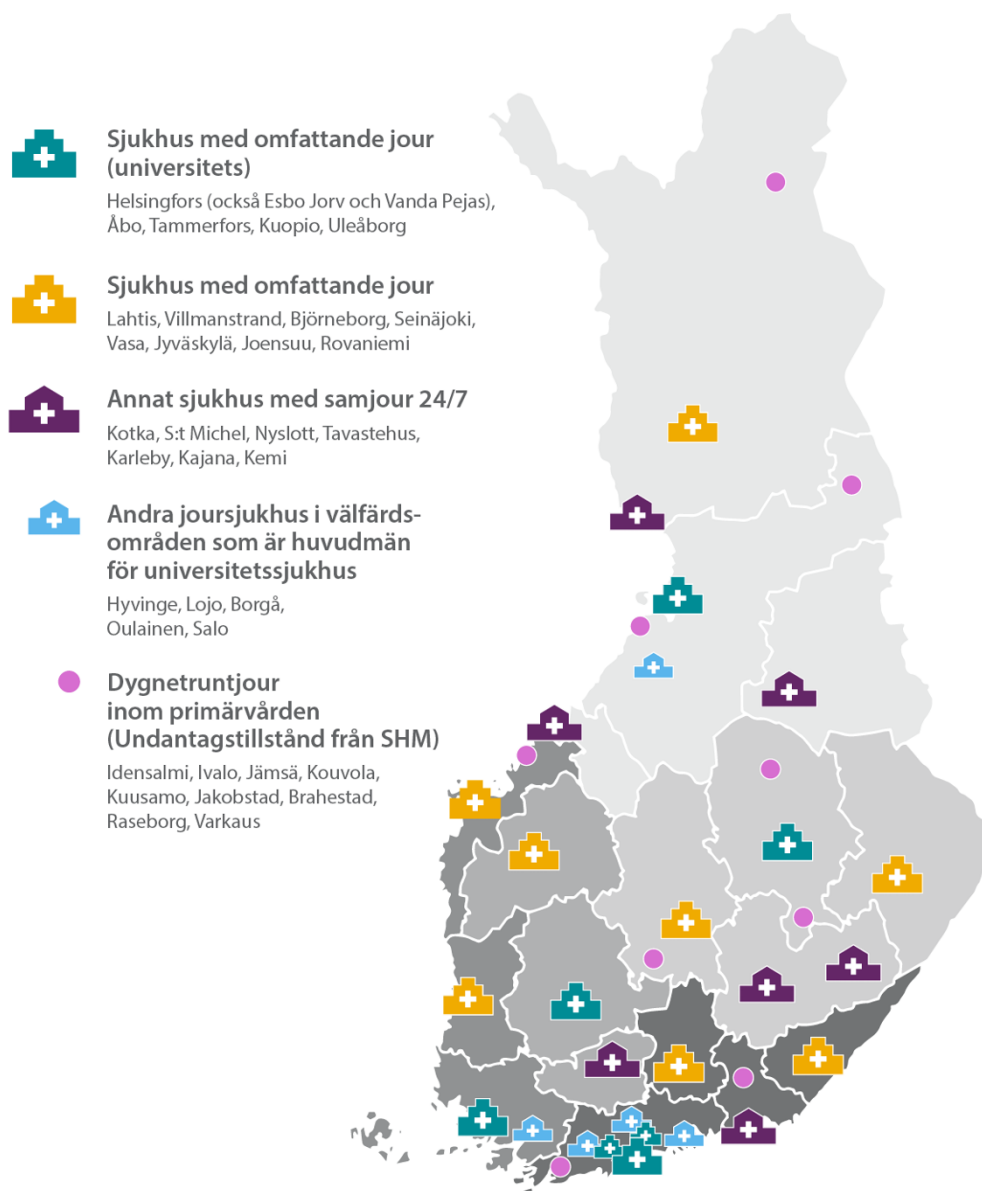 Sjukhus med omfattande jour
(universitets)
Helsingfors (också Esbo Jorv och Vanda Pejas),
Åbo, Tammerfors, Kuopio, Uleåborg
Sjukhus med omfattande jour
Lahtis, Villmanstrand, Björneborg, Seinäjoki,
Vasa, Jyväskylä, Joensuu, Rovaniemi
Annat sjukhus med samjour 24/7
Kotka, S:t Michel, Nyslott, Tavastehus,
Karleby, Kajana, Kemi
Andra joursjukhus i välfärds-
områden som är huvudmän
för universitetssjukhus
Hyvinge, Lojo, Borgå,
Oulainen, Salo
Dygnetruntjour
inom primärvården
(Undantagstillstånd från SHM)
Idensalmi, Ivalo, Jämsä, Kouvola,
Kuusamo, Jakobstad, Brahestad,
Raseborg, Varkaus